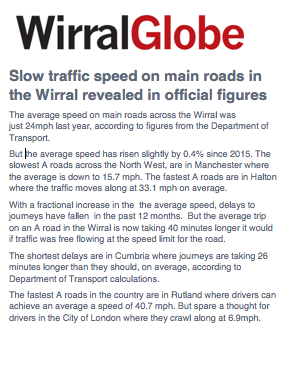 WirralGlobe
Slow traffic speed on main roads in
the Wirral revealed in official figures
The average speed on main roads across the Wirral was
just 24mph last year, according to figures from the Department of
Transport.
But the average speed has risen slightly by 0.4% since 2015. The
slowest A roads across the North West, are in Manchester where
the average is down to 15.7 mph. The fastest A roads are in Halton
where the traffic moves along at 33.1 mph on average.
With a fractional increase in the  the average speed, delays to
journeys have fallen  in the past 12 months.  But the average trip
on an A road in the Wirral is now taking 40 minutes longer it would
if traffic was free flowing at the speed limit for the road.
The shortest delays are in Cumbria where journeys are taking 26
minutes longer than they should, on average, according to
Department of Transport calculations.
The fastest A roads in the country are in Rutland where drivers can
achieve an average a speed of 40.7 mph. But spare a thought for
drivers in the City of London where they crawl along at 6.9mph.